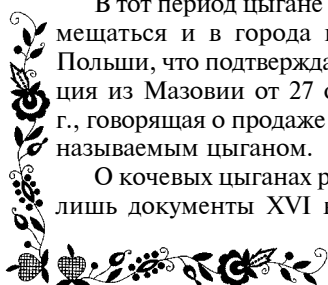 В тот период цыгане
мещаться и в города
Польши, что подтвержда
ция из Мазовии от 27
г., говорящая о продаже
называемым цыганом.
О кочевых цыганах
лишь документы XVI